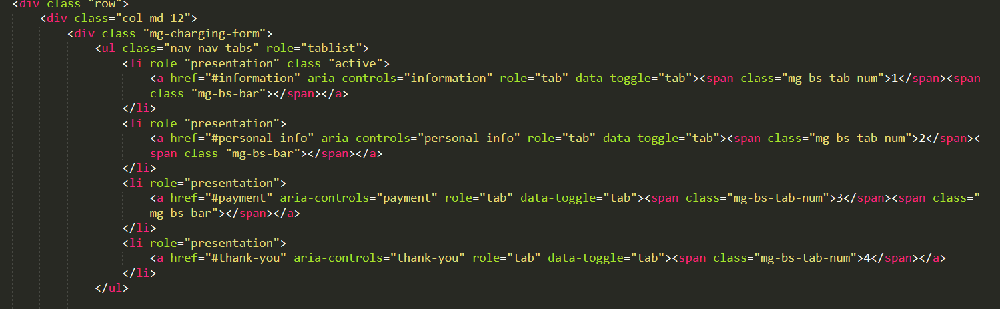 <div class="row">
<div class="col-md-12">
<div class="mg-charging-form">
<ul class="nav nav-tabs" role="tablist">
<li role="presentation" class="active">
<a href="#information" aria-controls="information" role="tab" data-toggle="tab"><span class="mg-bs-tab-num">1</span><span
class="mg-bs-bar"></span></a>
</li>
<li role="presentation">
<a href="#personal-info" aria-controls="personal-info" role="tab" data-toggle="tab"><span class="mg-bs-tab-num">2</span><
span class="mg-bs-bar"></span></a>
</li>
<li role="presentation">
<a href="#payment" aria-controls="payment" role="tab" data-toggle="tab"><span class="mg-bs-tab-num">3</span><span class="
mg-bs-bar"></span></a>
</li>
<li role="presentation">
<a href="#thank-you" aria-controls="thank-you" role="tab" data-toggle="tab"><span class="mg-bs-tab-num">4</span></a>
</li>
</ul>